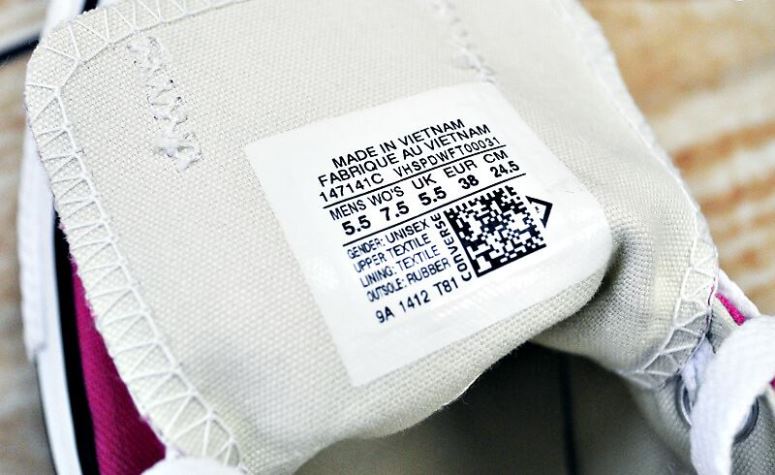 MADE IN VIETNAM
FABRIQUE AU VIETNAM
147141C VHSPDWFT00031
MENS WO'S UK EUR CM
5.5 7.5 5.5 38 24.5
GENDER: UNISEX
UPPER TEXTILE
LINING: TEXTILE
OUTSOLE: RUBBER
CONVERSE
9A 1412 T81